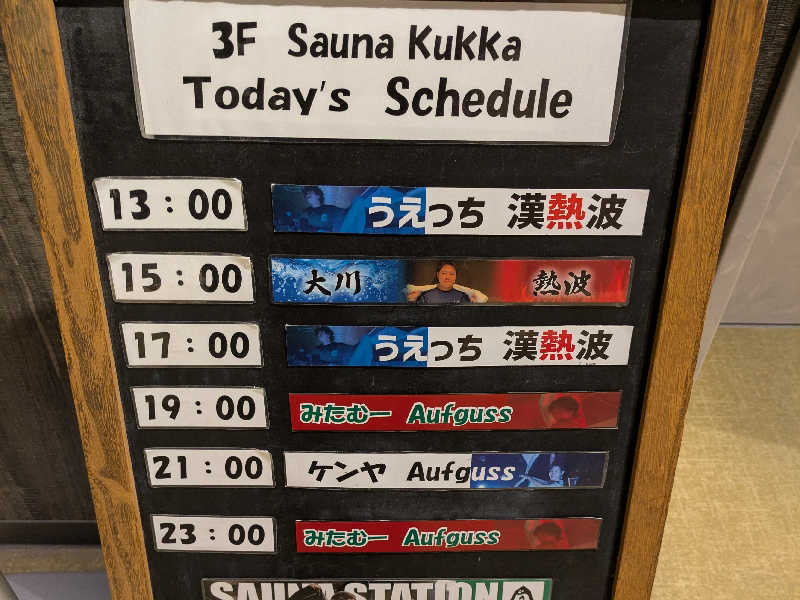 3F Sauna Kukka
Today's Schedule
13:00 うえっち 漢熱波
15:00 大川 熱波
17:00 うえっち 漢熱波
19:00 みたむー Aufguss
21:00 ケンヤ Aufguss
23:00 みたむー Aufguss
SAUNA STATION